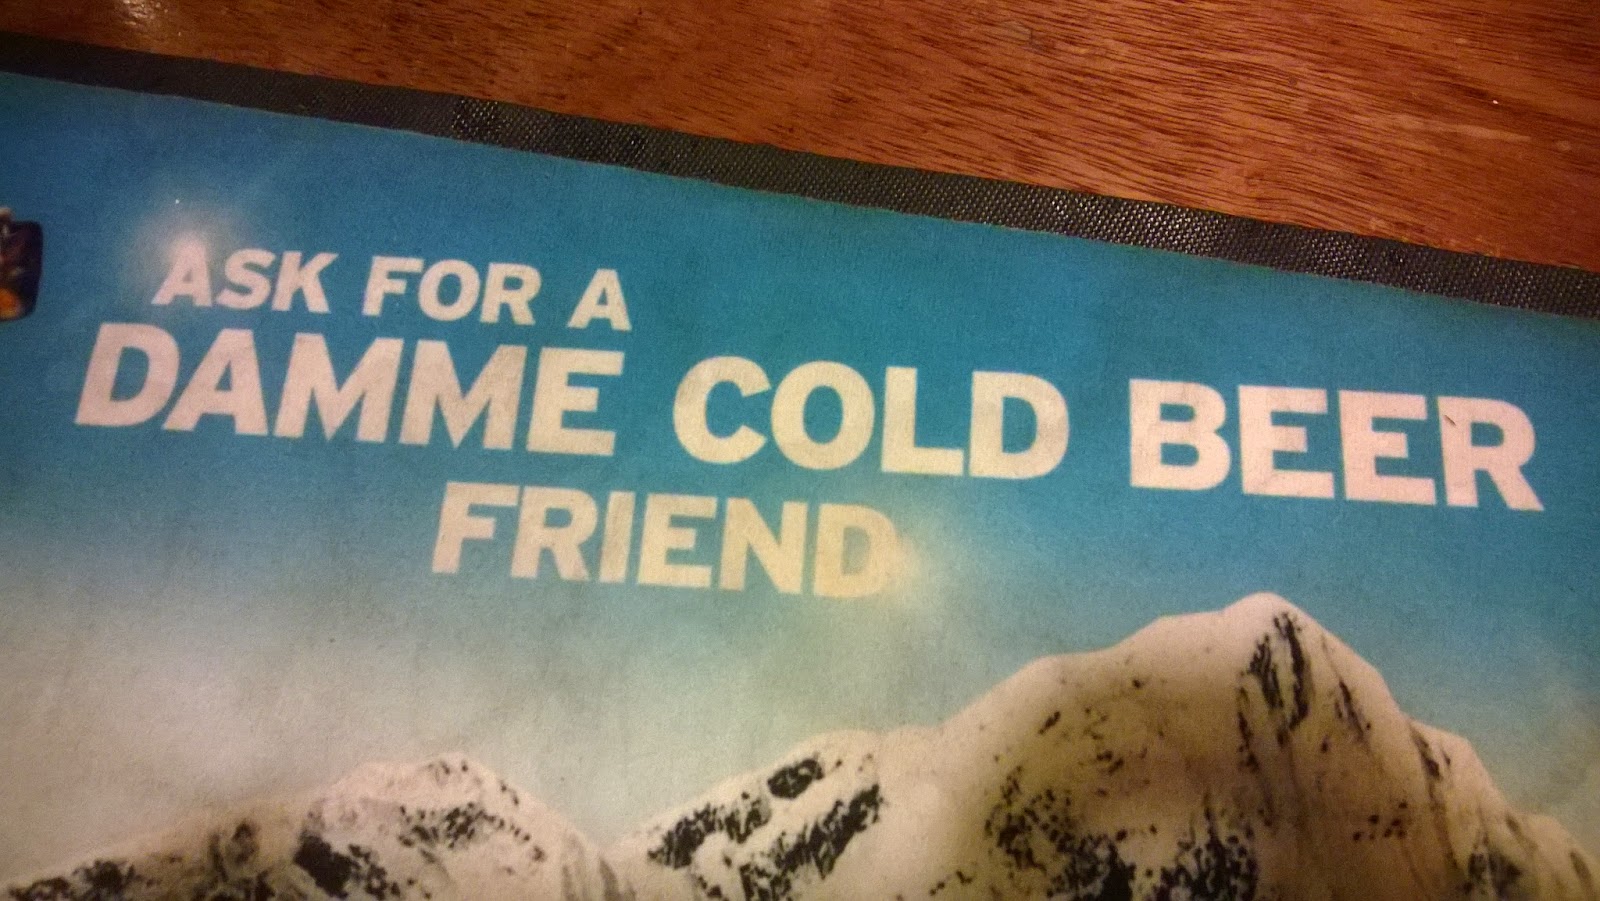 ASK FOR A
DAMME COLD BEER
FRIEND